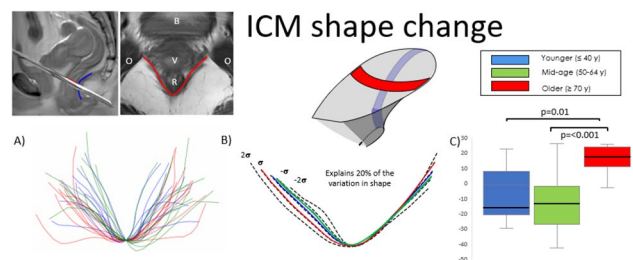 ICM shape change
B
O
V
O
R
Younger (≤ 40 y)
Mid-age (50-64 y)
Older (≥ 70 y)
p=0.01
p=<0.001
A)
B)
2σ
σ
-σ
-2σ
Explains 20% of the
variation in shape
C)
30
20
10
0
-10
-20
-30
-40
-50